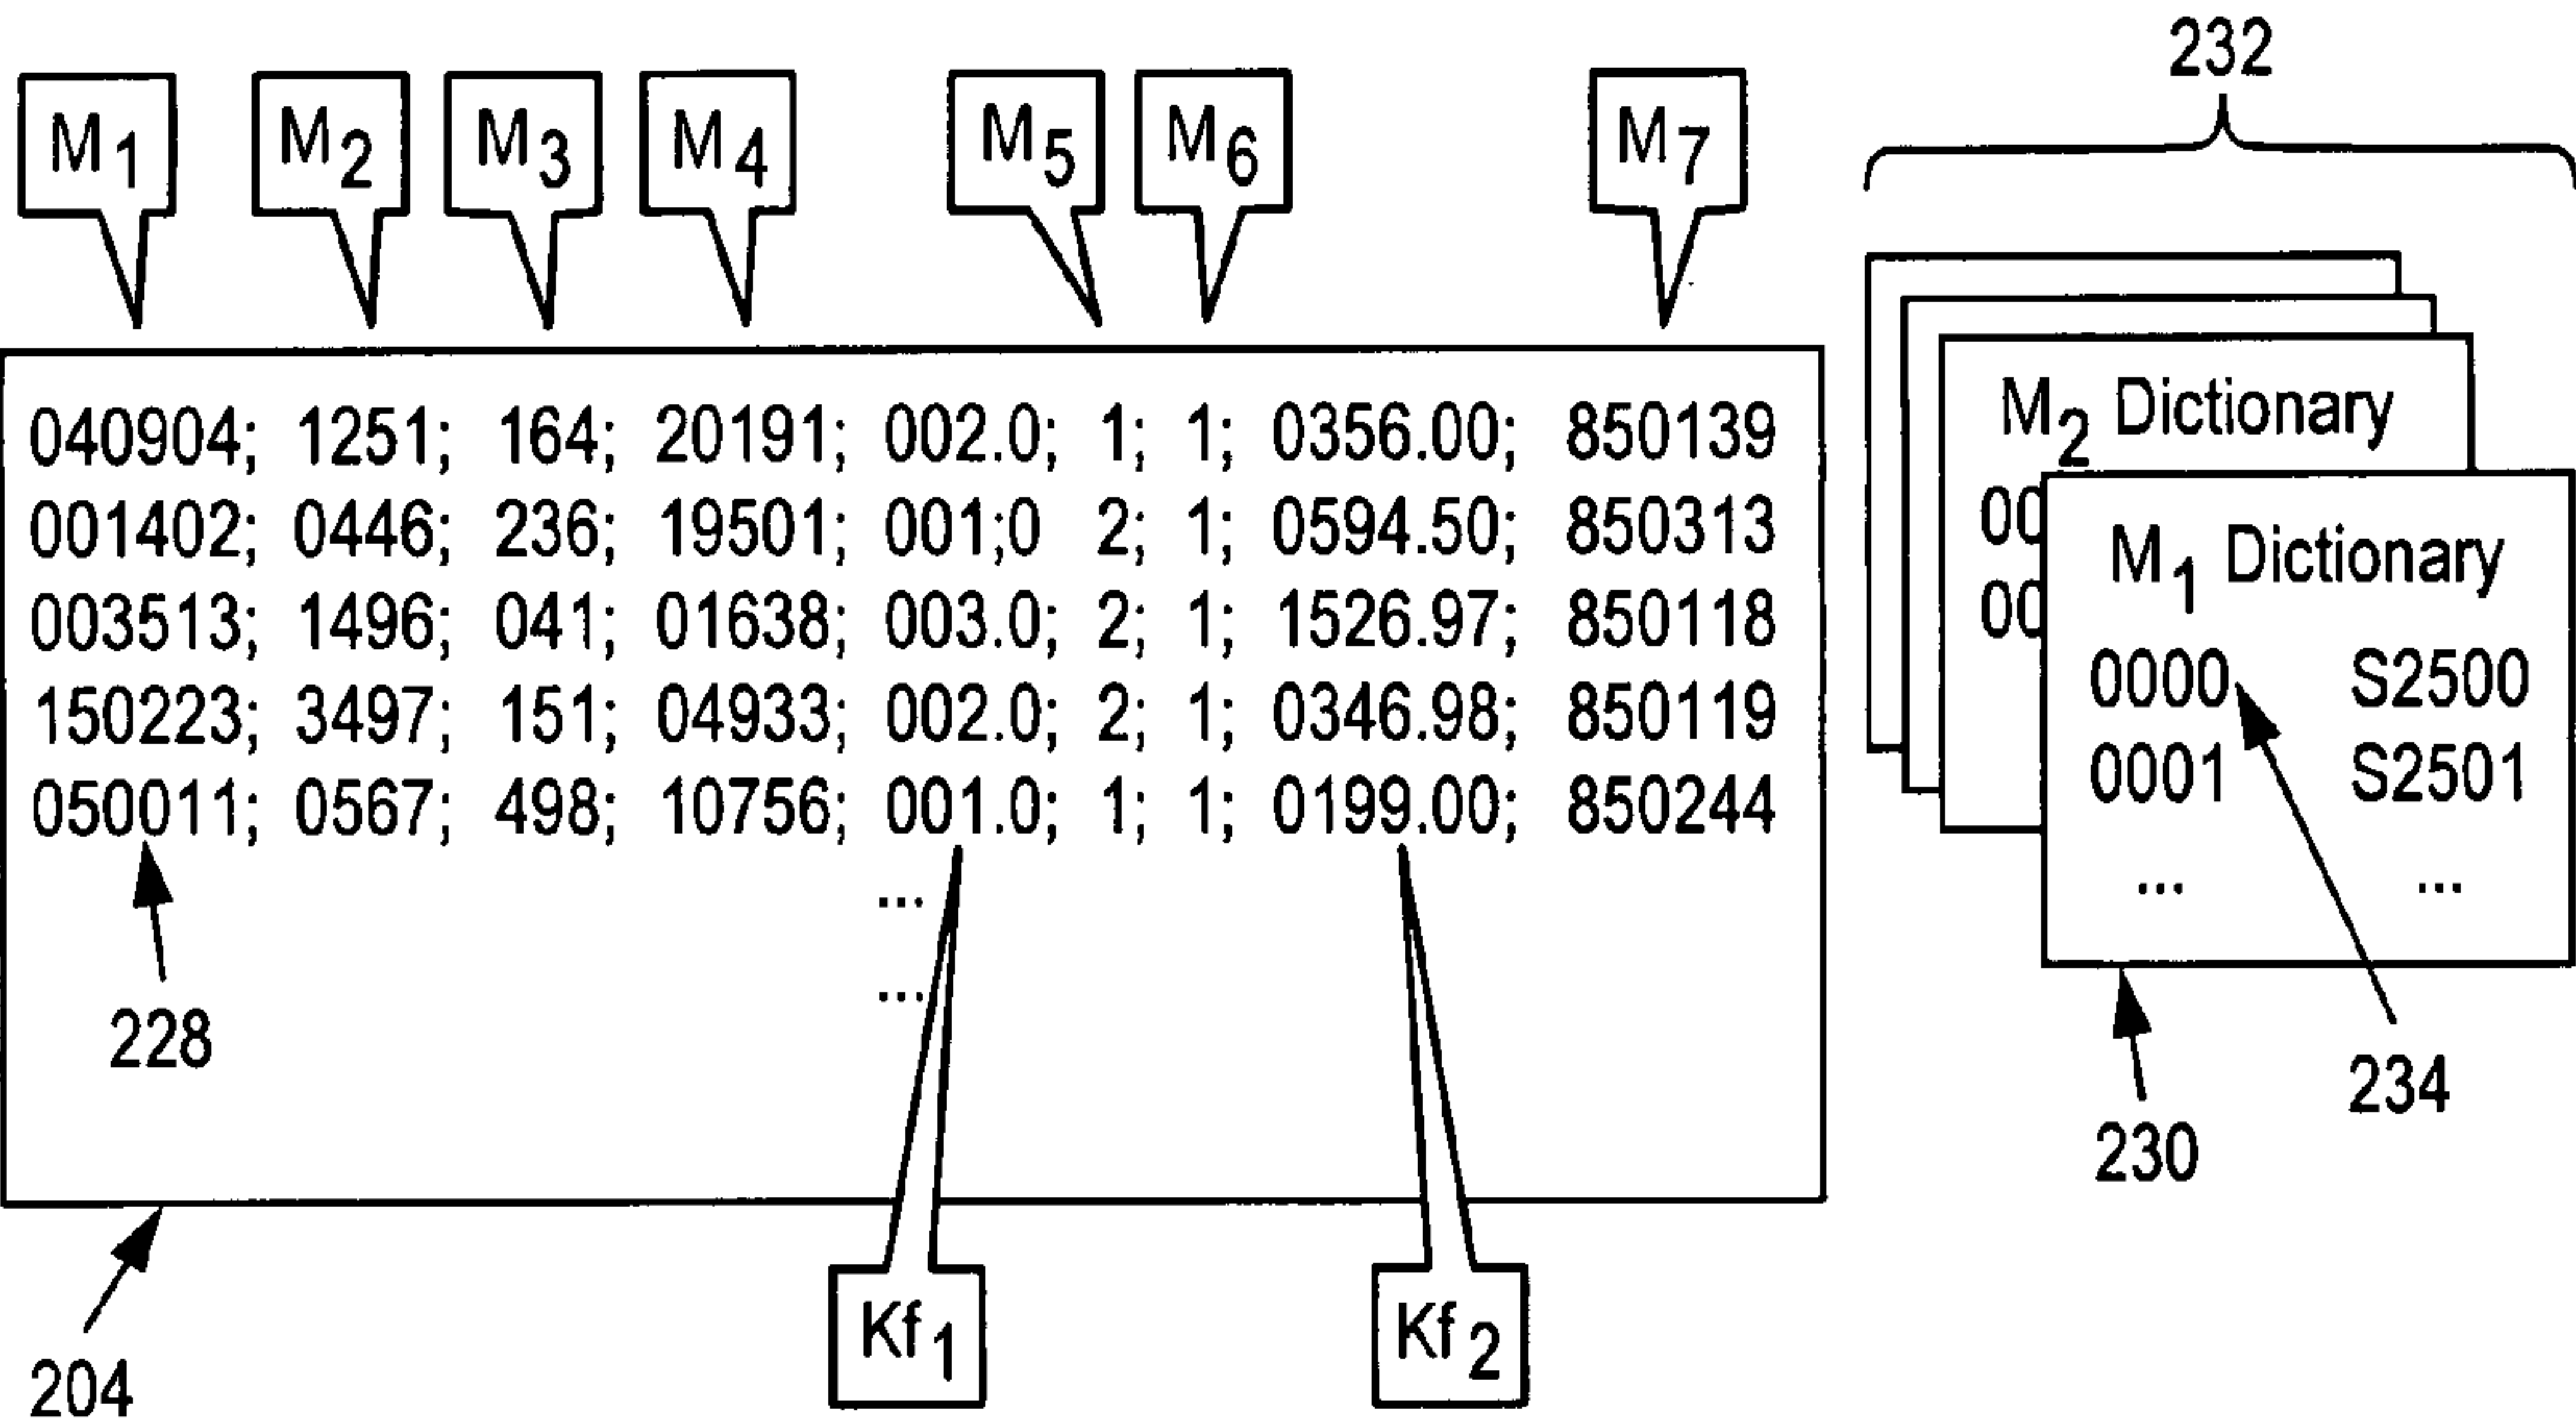 232
M1 M2 M3 M4 M5 M6 M7
040904; 1251; 164; 20191; 002.0; 1; 1; 0356.00; 850139
001402; 0446; 236; 19501; 001;0 2; 1; 0594.50; 850313
003513; 1496; 041; 01638; 003.0; 2; 1; 1526.97; 850118
150223; 3497; 151; 04933; 002.0; 2; 1; 0346.98; 850119
050011; 0567; 498; 10756; 001.0; 1; 1; 0199.00; 850244
...
...
228
204
Kf1
Kf2
M2 Dictionary
00
00
M1 Dictionary
0000 S2500
0001 S2501
... ...
234
230